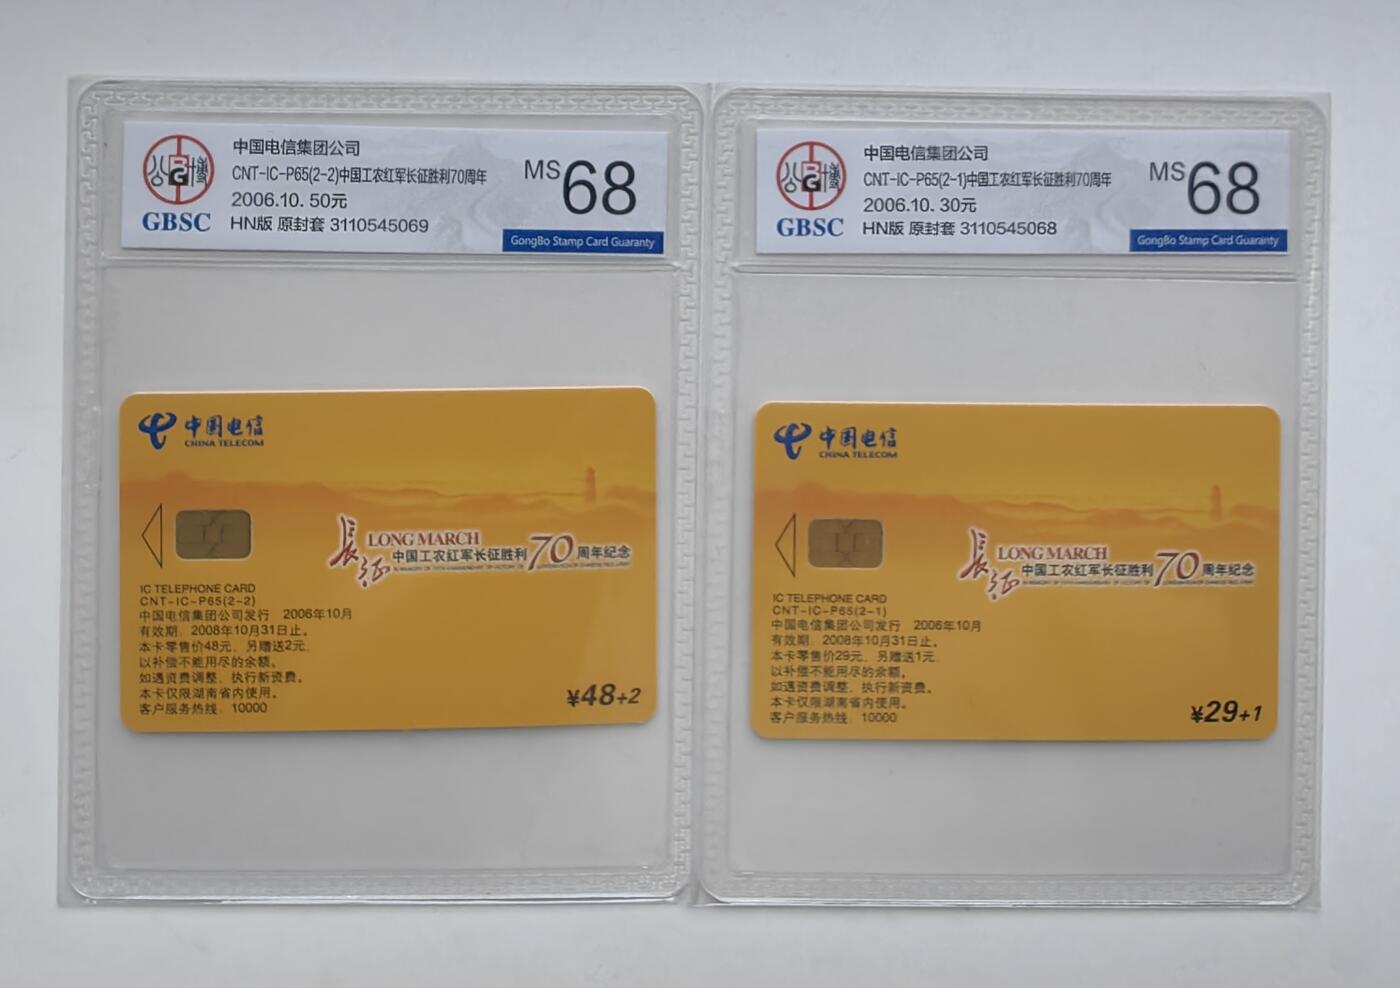 中国电信集团公司
CNT-IC-P65(2-2)中国工农红军长征胜利70周年
2006.10. 50元
HN版 原封套 3110545069
GBSC
MS 68
GongBo Stamp Card Guaranty
中国电信
CHINA TELECOM
长征
LONG MARCH
中国工农红军长征胜利70周年纪念
IC TELEPHONE CARD
CNT-IC-P65(2-2)
中国电信集团公司发行 2006年10月
有效期：2008年10月31日止。
本卡零售价48元，另赠送2元，
以补偿不能用尽的余额。
如遇资费调整，执行新资费。
本卡仅限湖南省内使用。
客户服务热线：10000
¥48+2
中国电信集团公司
CNT-IC-P65(2-1)中国工农红军长征胜利70周年
2006.10. 30元
HN版 原封套 3110545068
GBSC
MS 68
GongBo Stamp Card Guaranty
中国电信
CHINA TELECOM
长征
LONG MARCH
中国工农红军长征胜利70周年纪念
IC TELEPHONE CARD
CNT-IC-P65(2-1)
中国电信集团公司发行 2006年10月
有效期：2008年10月31日止。
本卡零售价29元，另赠送1元，
以补偿不能用尽的余额。
如遇资费调整，执行新资费。
本卡仅限湖南省内使用。
客户服务热线：10000
¥29+1